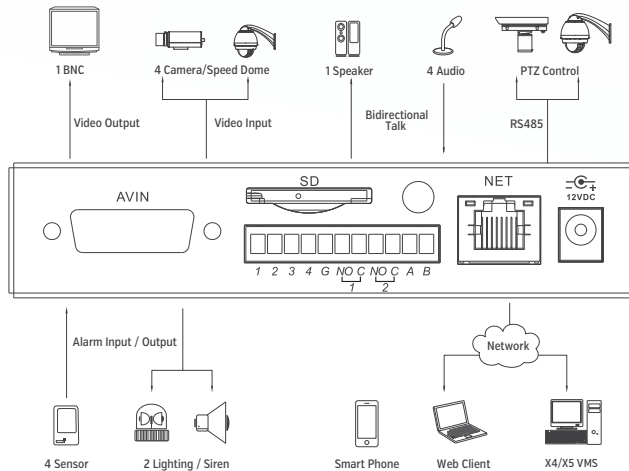 1 BNC
4 Camera/Speed Dome
1 Speaker
4 Audio
PTZ Control
Video Output
Video Input
Bidirectional
Talk
RS485
AVIN
SD
NET
12VDC
1 2 3 4 G NO C NO C A B
1 2
Alarm Input / Output
Network
4 Sensor
2 Lighting / Siren
Smart Phone
Web Client
X4/X5 VMS